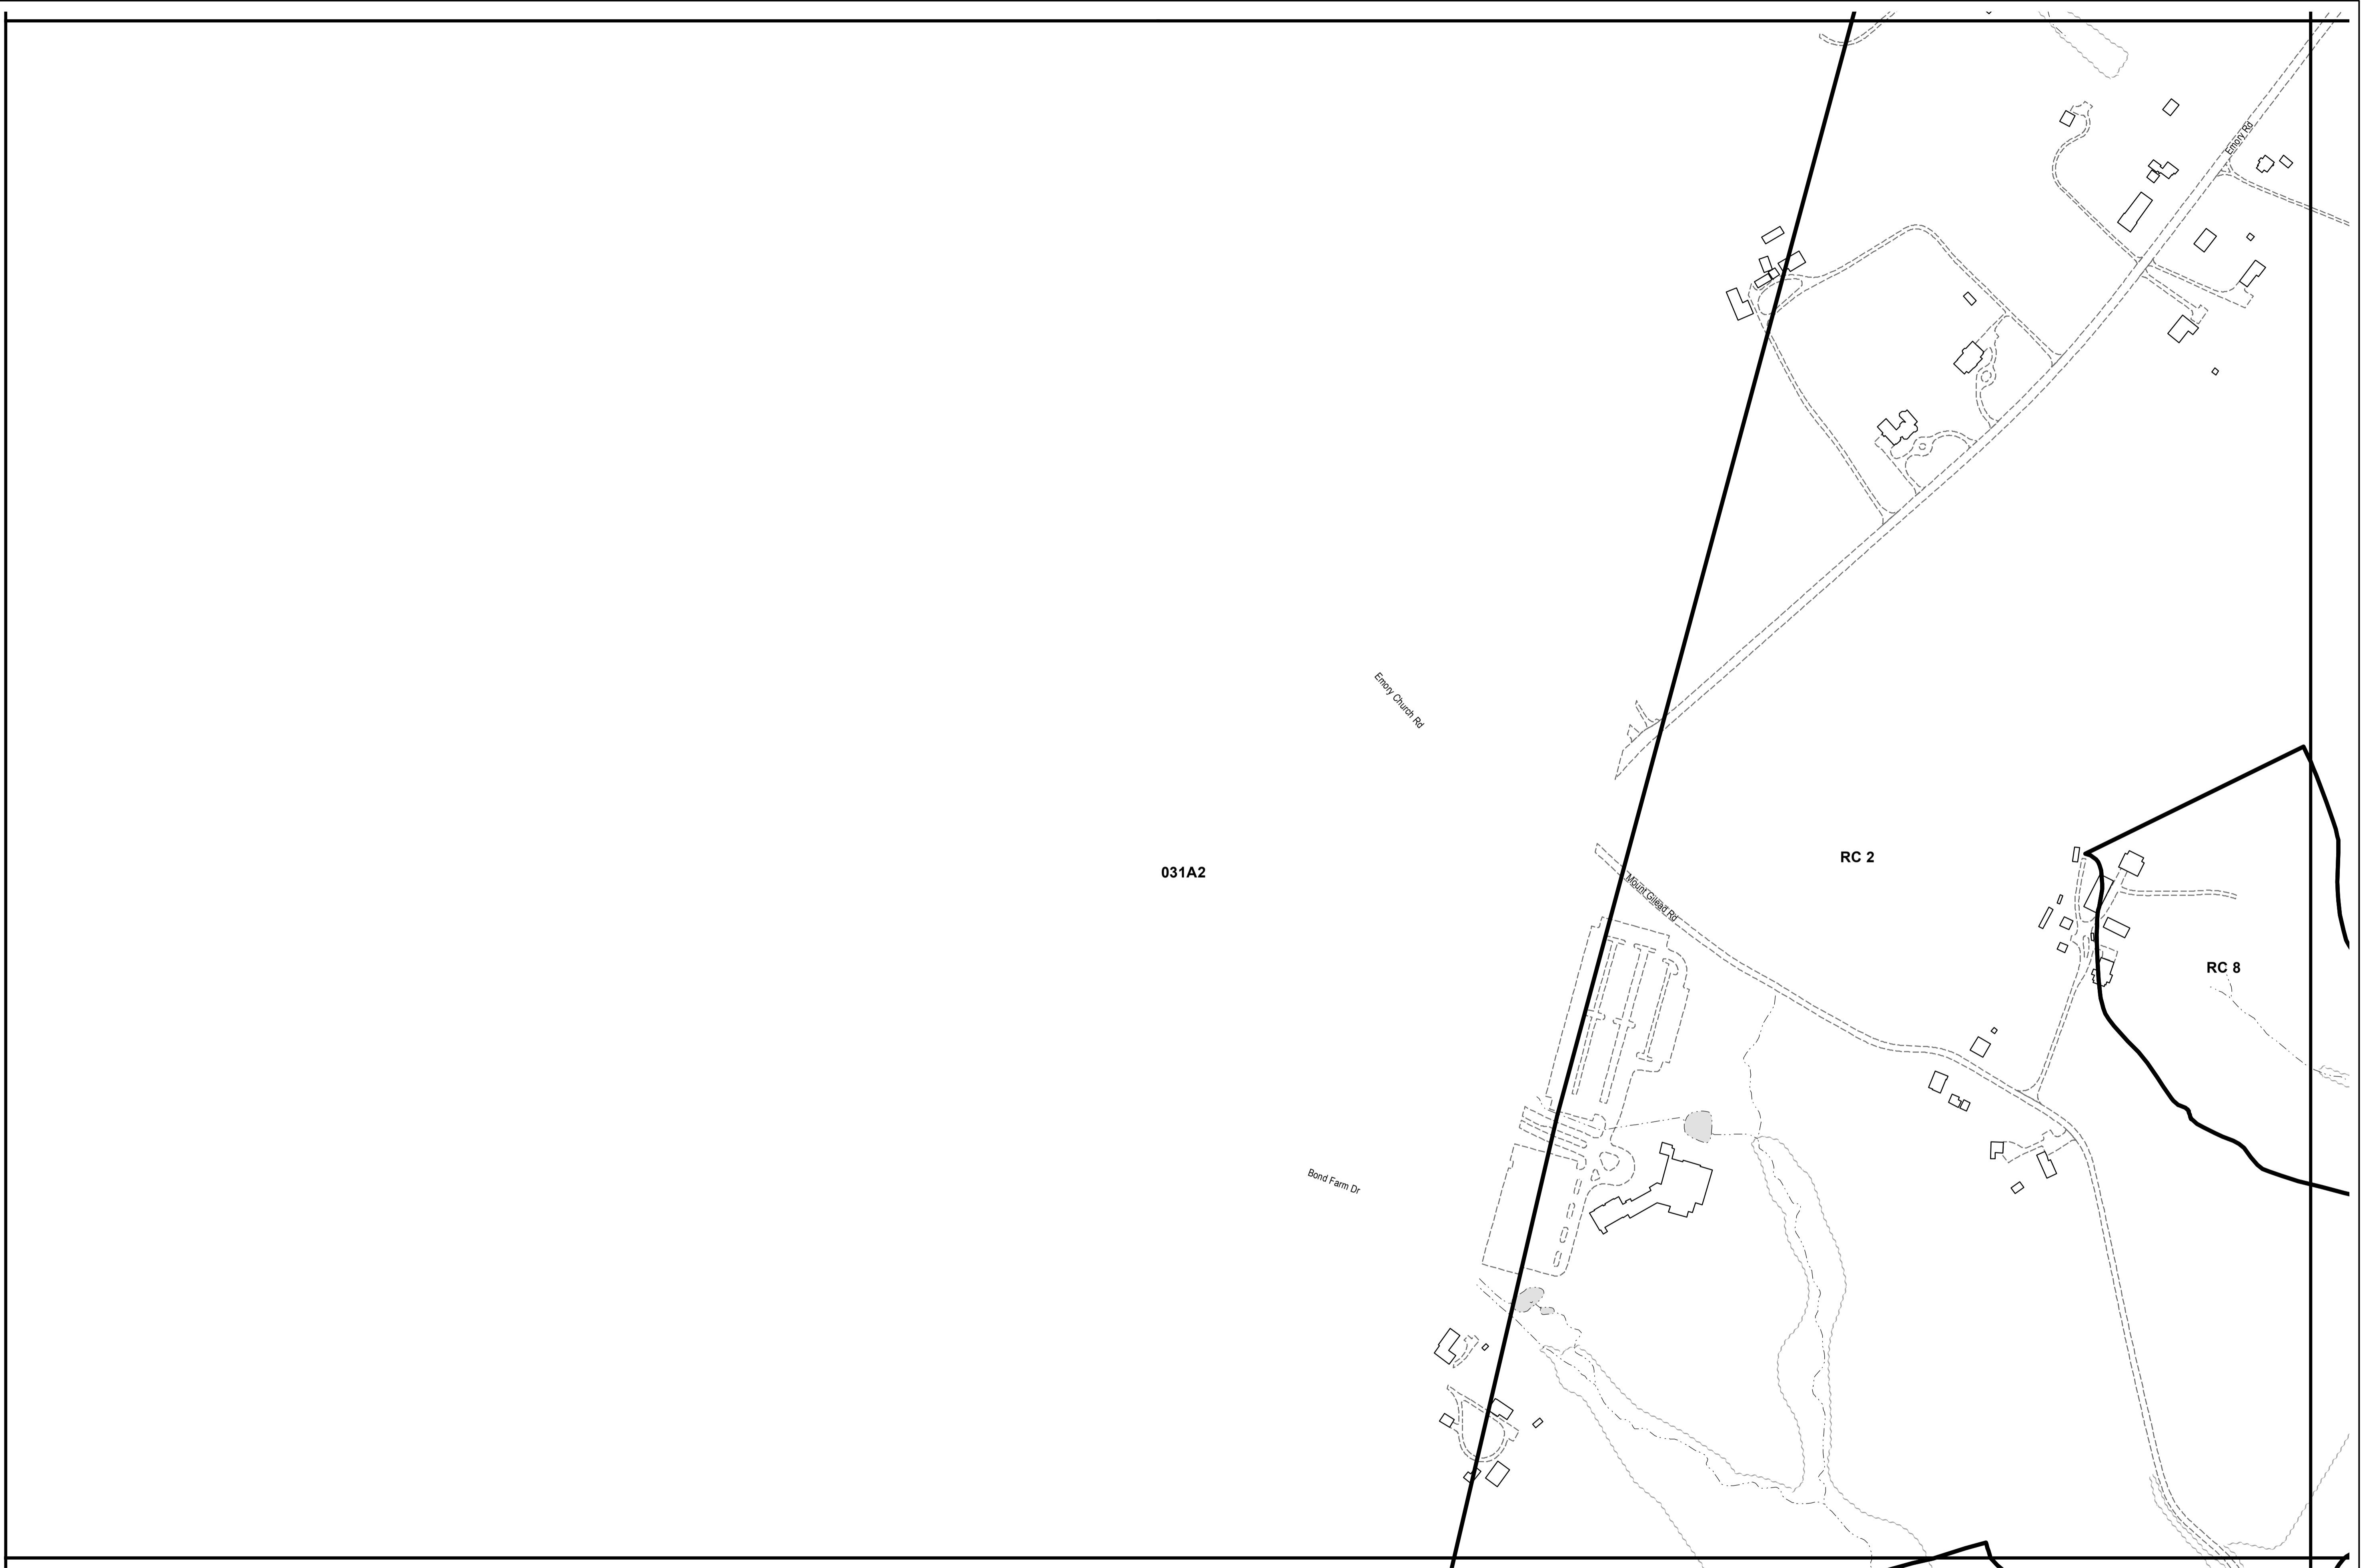 Emory Rd
Emory Church Rd
RC 2
031A2
Mount Gilead Rd
RC 8
Bond Farm Dr